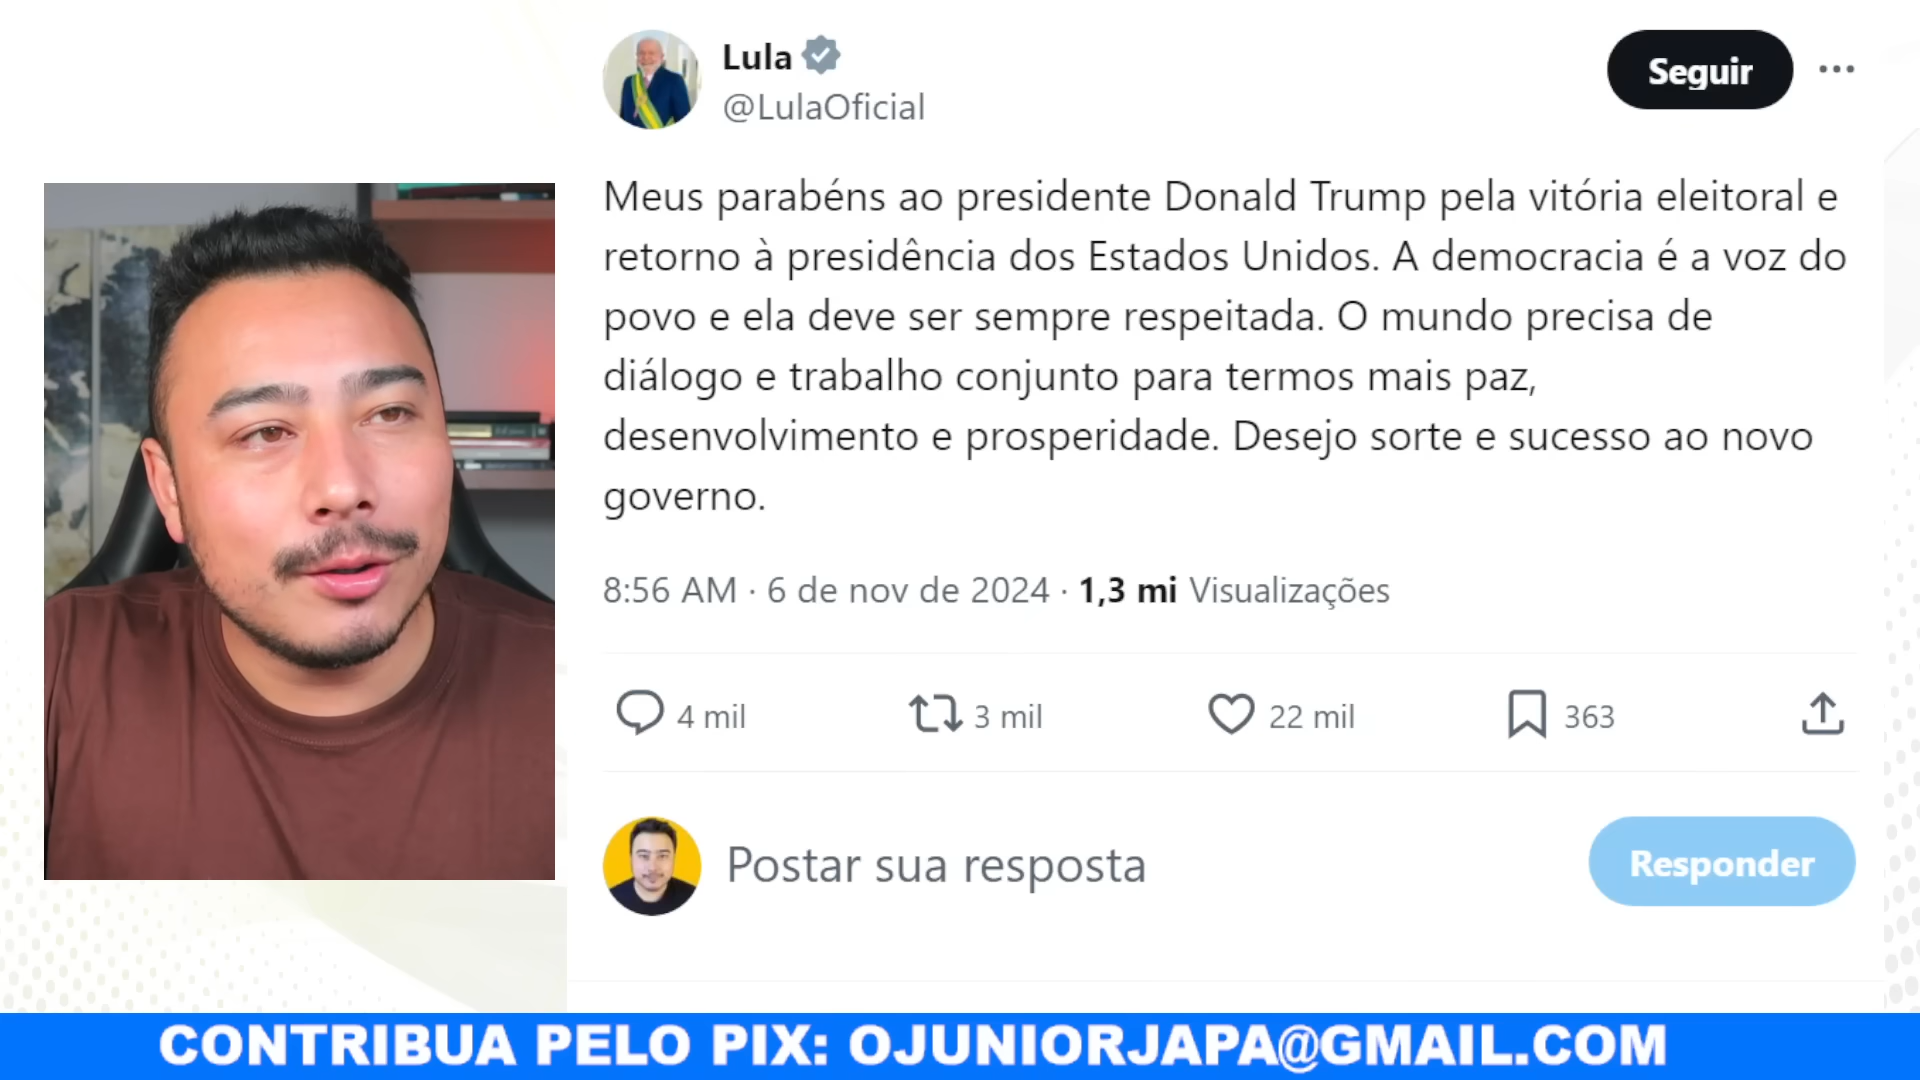 Lula
@LulaOficial
Seguir
Meus parabéns ao presidente Donald Trump pela vitória eleitoral e
retorno à presidência dos Estados Unidos. A democracia é a voz do
povo e ela deve ser sempre respeitada. O mundo precisa de
diálogo e trabalho conjunto para termos mais paz,
desenvolvimento e prosperidade. Desejo sorte e sucesso ao novo
governo.
8:56 AM · 6 de nov de 2024 · 1,3 mi Visualizações
4 mil 3 mil 22 mil 363
Postar sua resposta
Responder
CONTRIBUA PELO PIX: OJUNIORJAPA@GMAIL.COM